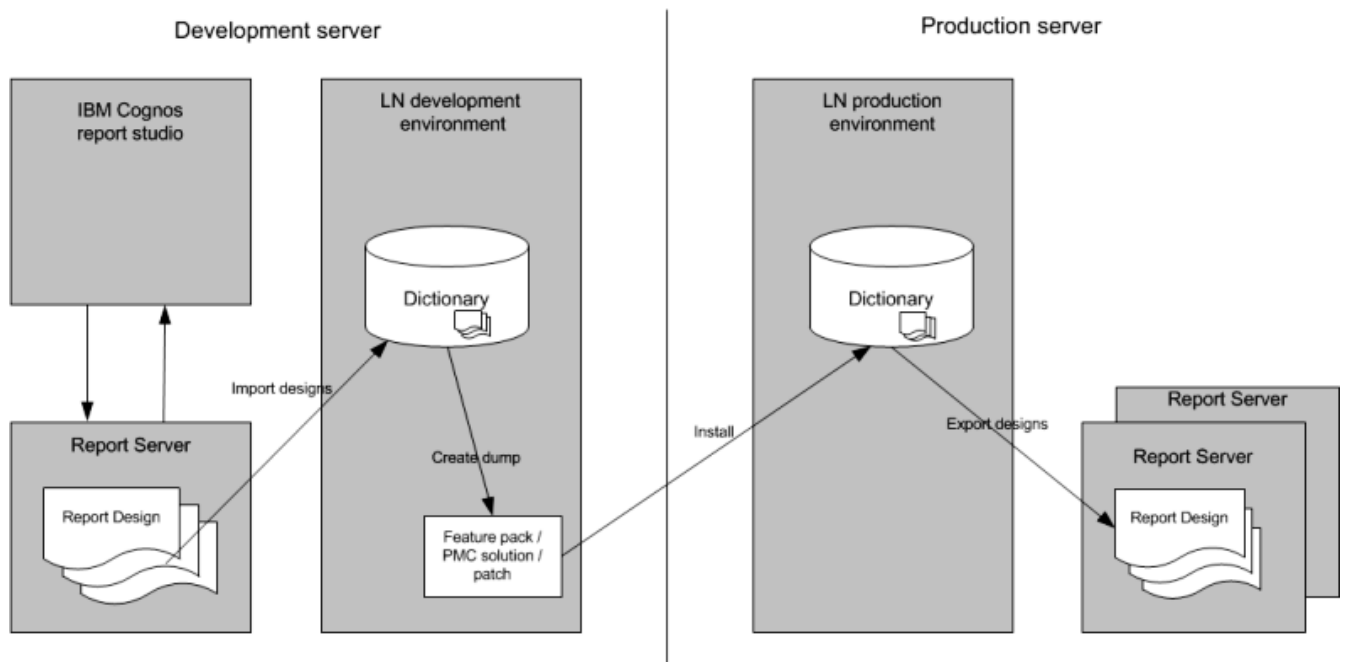 Development server
Production server
IBM Cognos
report studio
LN development
environment
LN production
environment
Dictionary
Dictionary
Import designs
Report Server
Report Server
Install
Export designs
Report Server
Create dump
Report Design
Report Design
Feature pack /
PMC solution /
patch